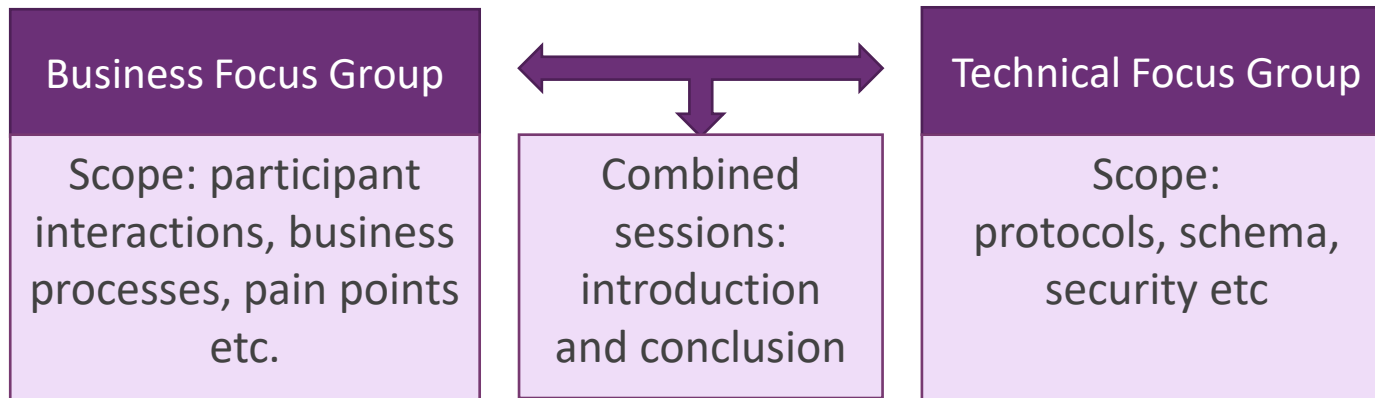 Business Focus Group
Scope: participant
interactions, business
processes, pain points
etc.
Combined
sessions:
introduction
and conclusion
Technical Focus Group
Scope:
protocols, schema,
security etc